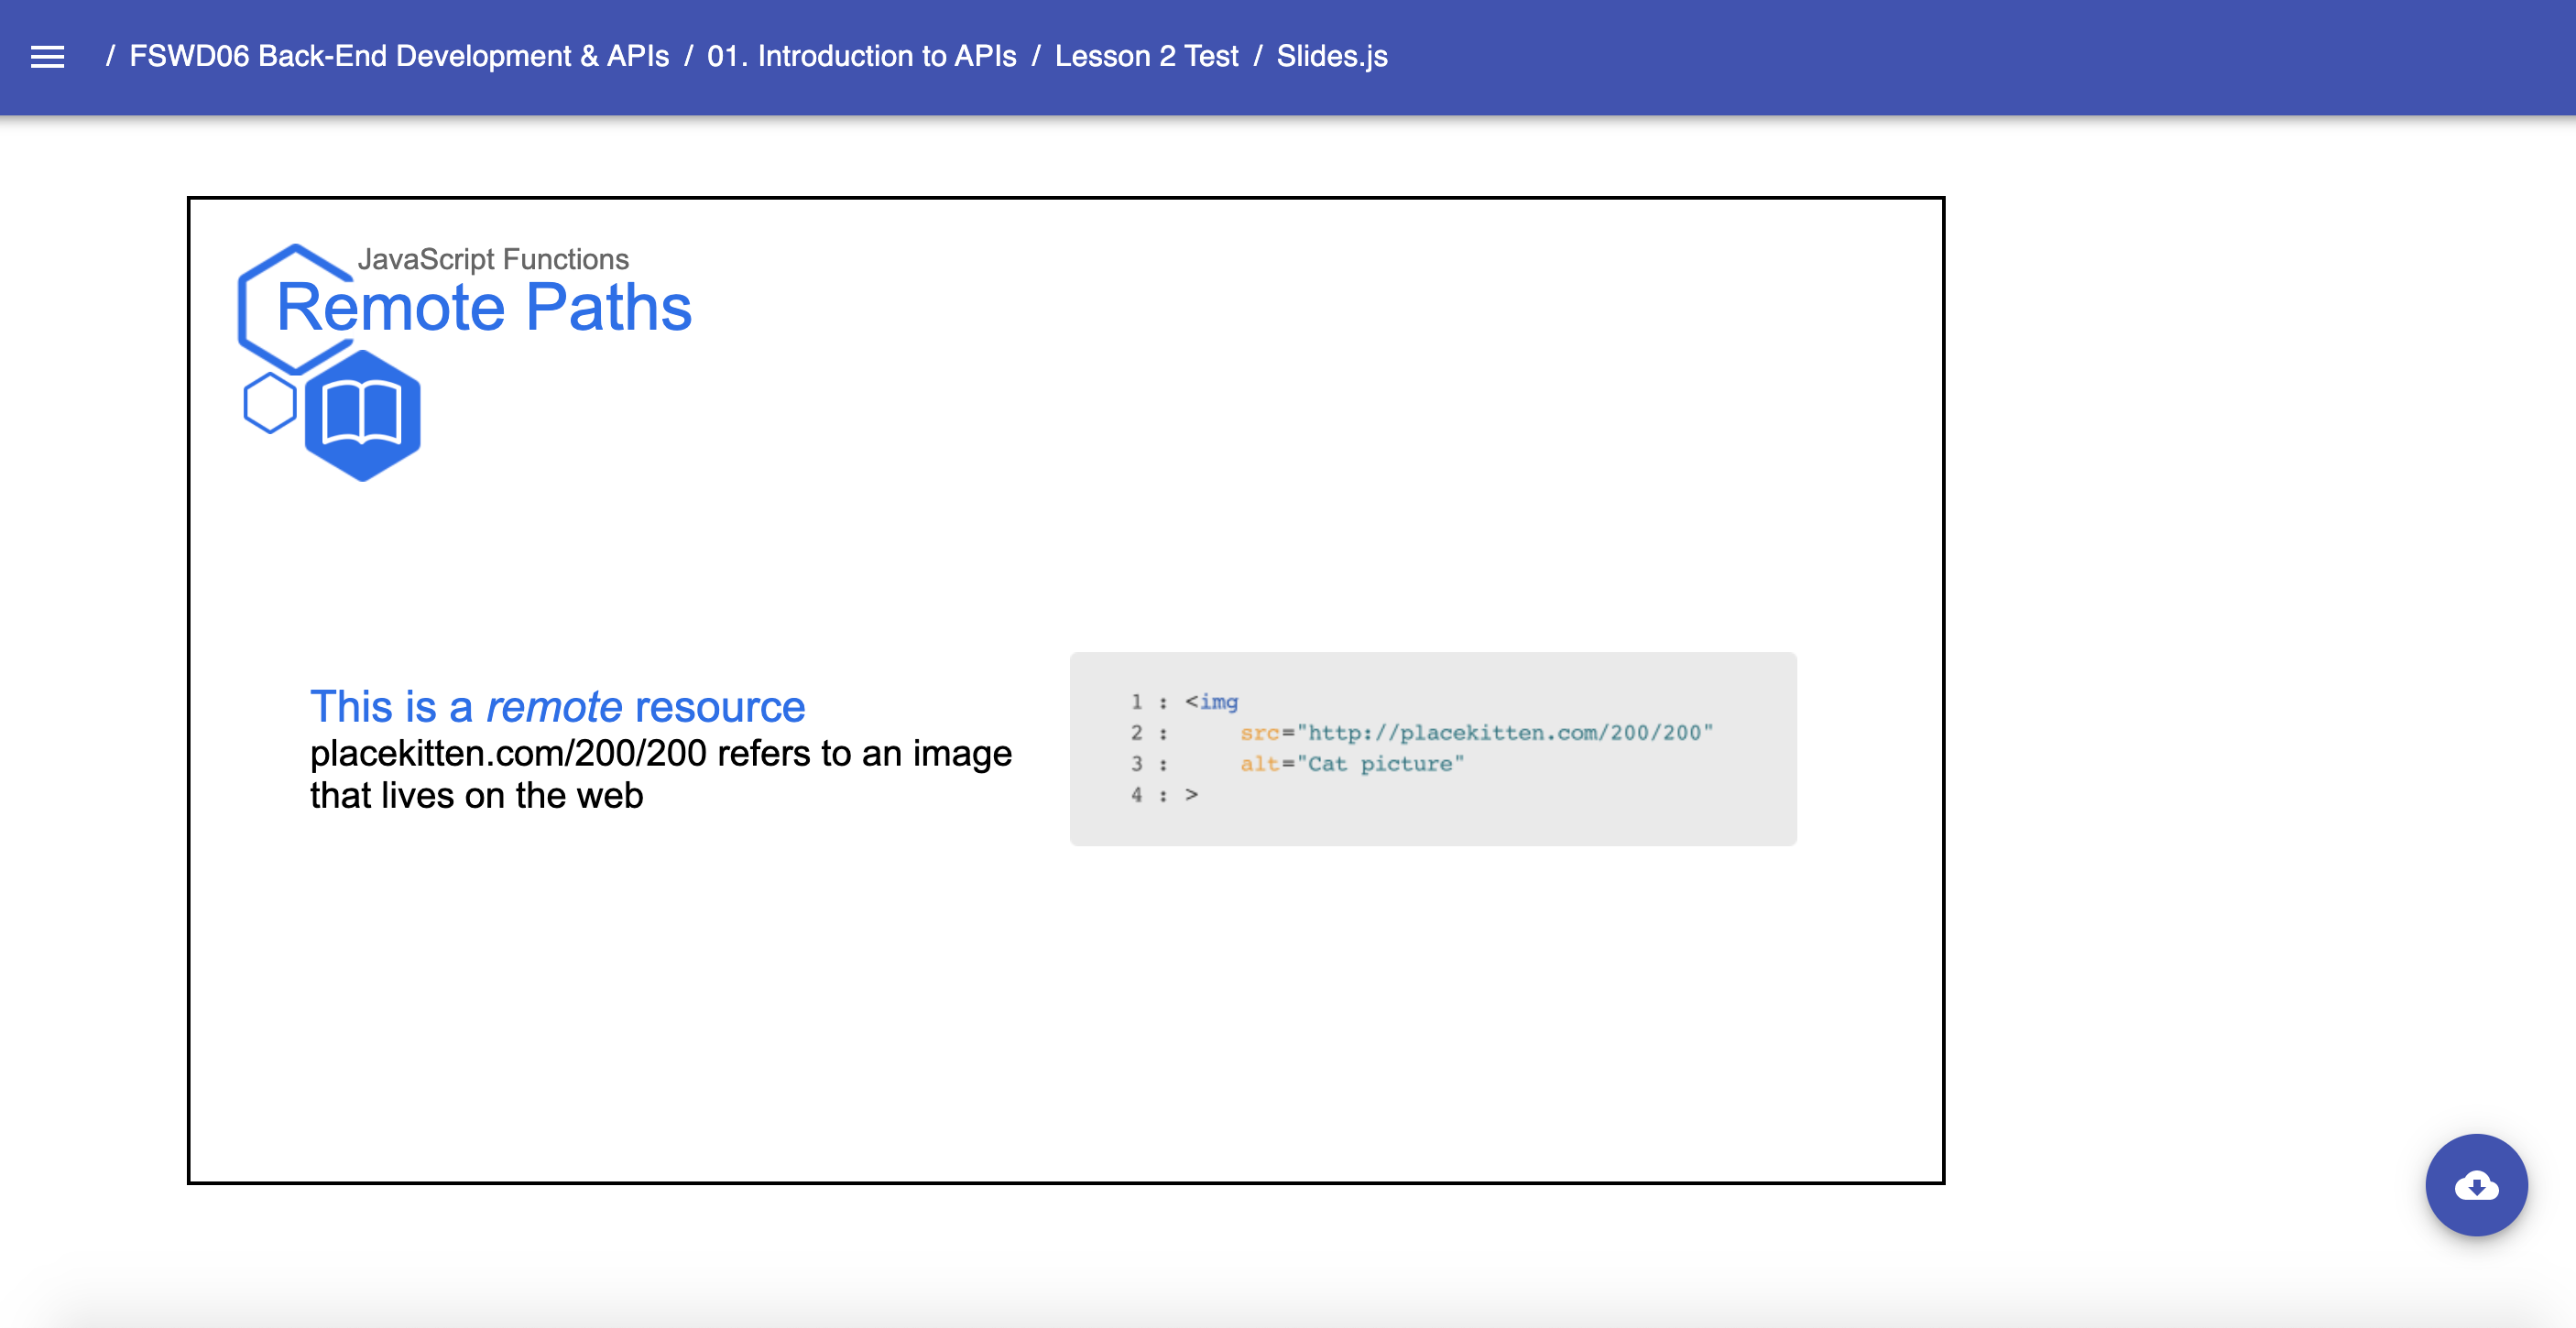 / FSWD06 Back-End Development & APIs / 01. Introduction to APIs / Lesson 2 Test / Slides.js
JavaScript Functions
Remote Paths
This is a remote resource
placekitten.com/200/200 refers to an image
that lives on the web
1 : <img
2 : src="http://placekitten.com/200/200"
3 : alt="Cat picture"
4 : >